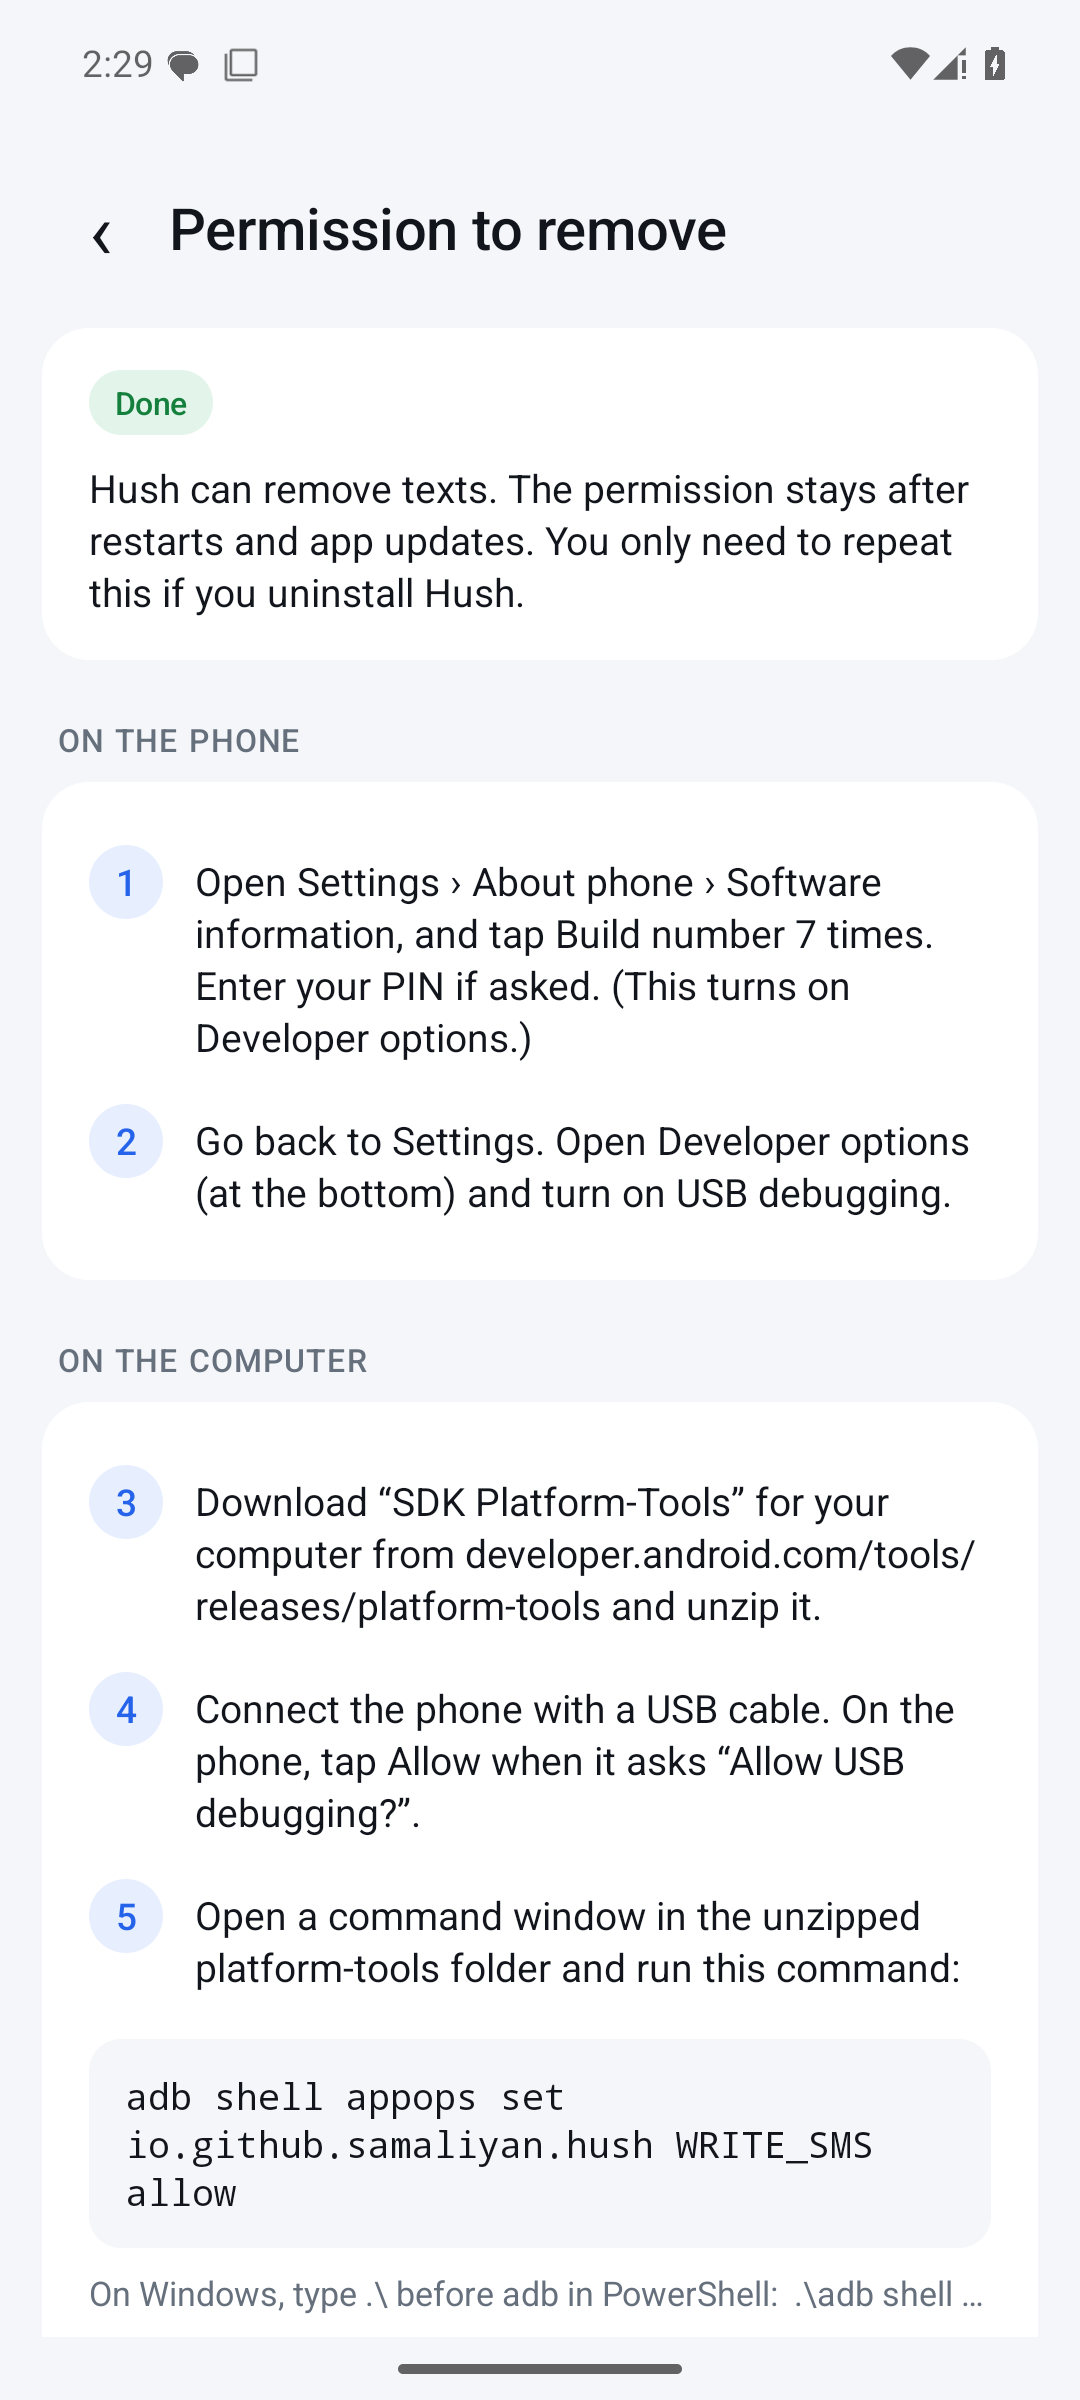 2:29
‹ Permission to remove
Done
Hush can remove texts. The permission stays after
restarts and app updates. You only need to repeat
this if you uninstall Hush.
ON THE PHONE
1 Open Settings › About phone › Software
information, and tap Build number 7 times.
Enter your PIN if asked. (This turns on
Developer options.)
2 Go back to Settings. Open Developer options
(at the bottom) and turn on USB debugging.
ON THE COMPUTER
3 Download “SDK Platform-Tools” for your
computer from developer.android.com/tools/
releases/platform-tools and unzip it.
4 Connect the phone with a USB cable. On the
phone, tap Allow when it asks “Allow USB
debugging?”.
5 Open a command window in the unzipped
platform-tools folder and run this command:
adb shell appops set
io.github.samaliyan.hush WRITE_SMS
allow
On Windows, type .\ before adb in PowerShell: .\adb shell …